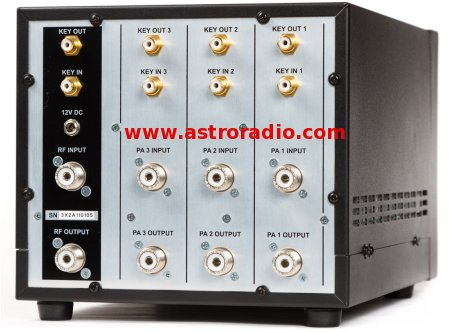 KEY OUT KEY OUT 3 KEY OUT 2 KEY OUT 1
KEY IN KEY IN 3 KEY IN 2 KEY IN 1
12V DC
www.astroradio.com
RF INPUT PA 3 INPUT PA 2 INPUT PA 1 INPUT
SN 3X2A110105
RF OUTPUT PA 3 OUTPUT PA 2 OUTPUT PA 1 OUTPUT